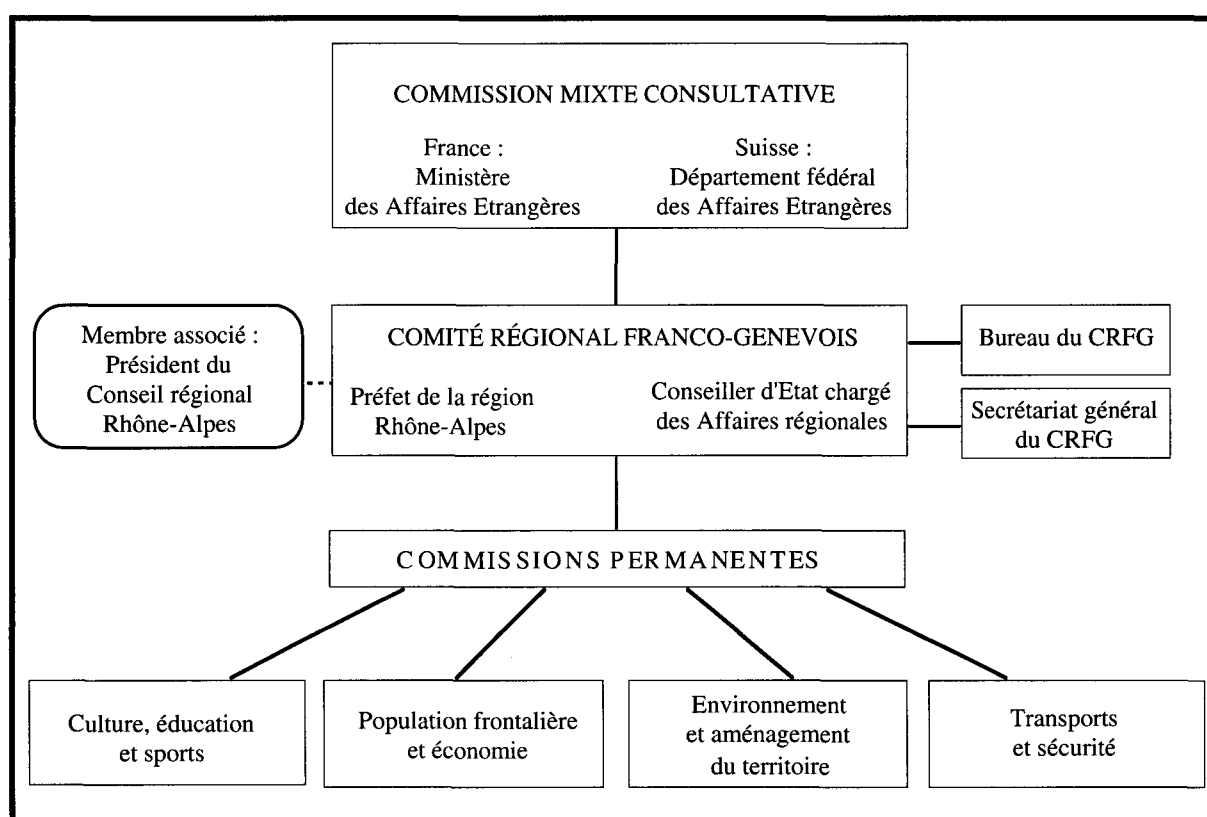 COMMISSION MIXTE CONSULTATIVE
France :
Ministère
des Affaires Etrangères
Suisse :
Département fédéral
des Affaires Etrangères
Membre associé :
Président du
Conseil régional
Rhône-Alpes
COMITÉ RÉGIONAL FRANCO-GENEVOIS
Préfet de la région
Rhône-Alpes
Conseiller d'Etat chargé
des Affaires régionales
Bureau du CRFG
Secrétariat général
du CRFG
COMMISSIONS PERMANENTES
Culture, éducation
et sports
Population frontalière
et économie
Environnement
et aménagement
du territoire
Transports
et sécurité